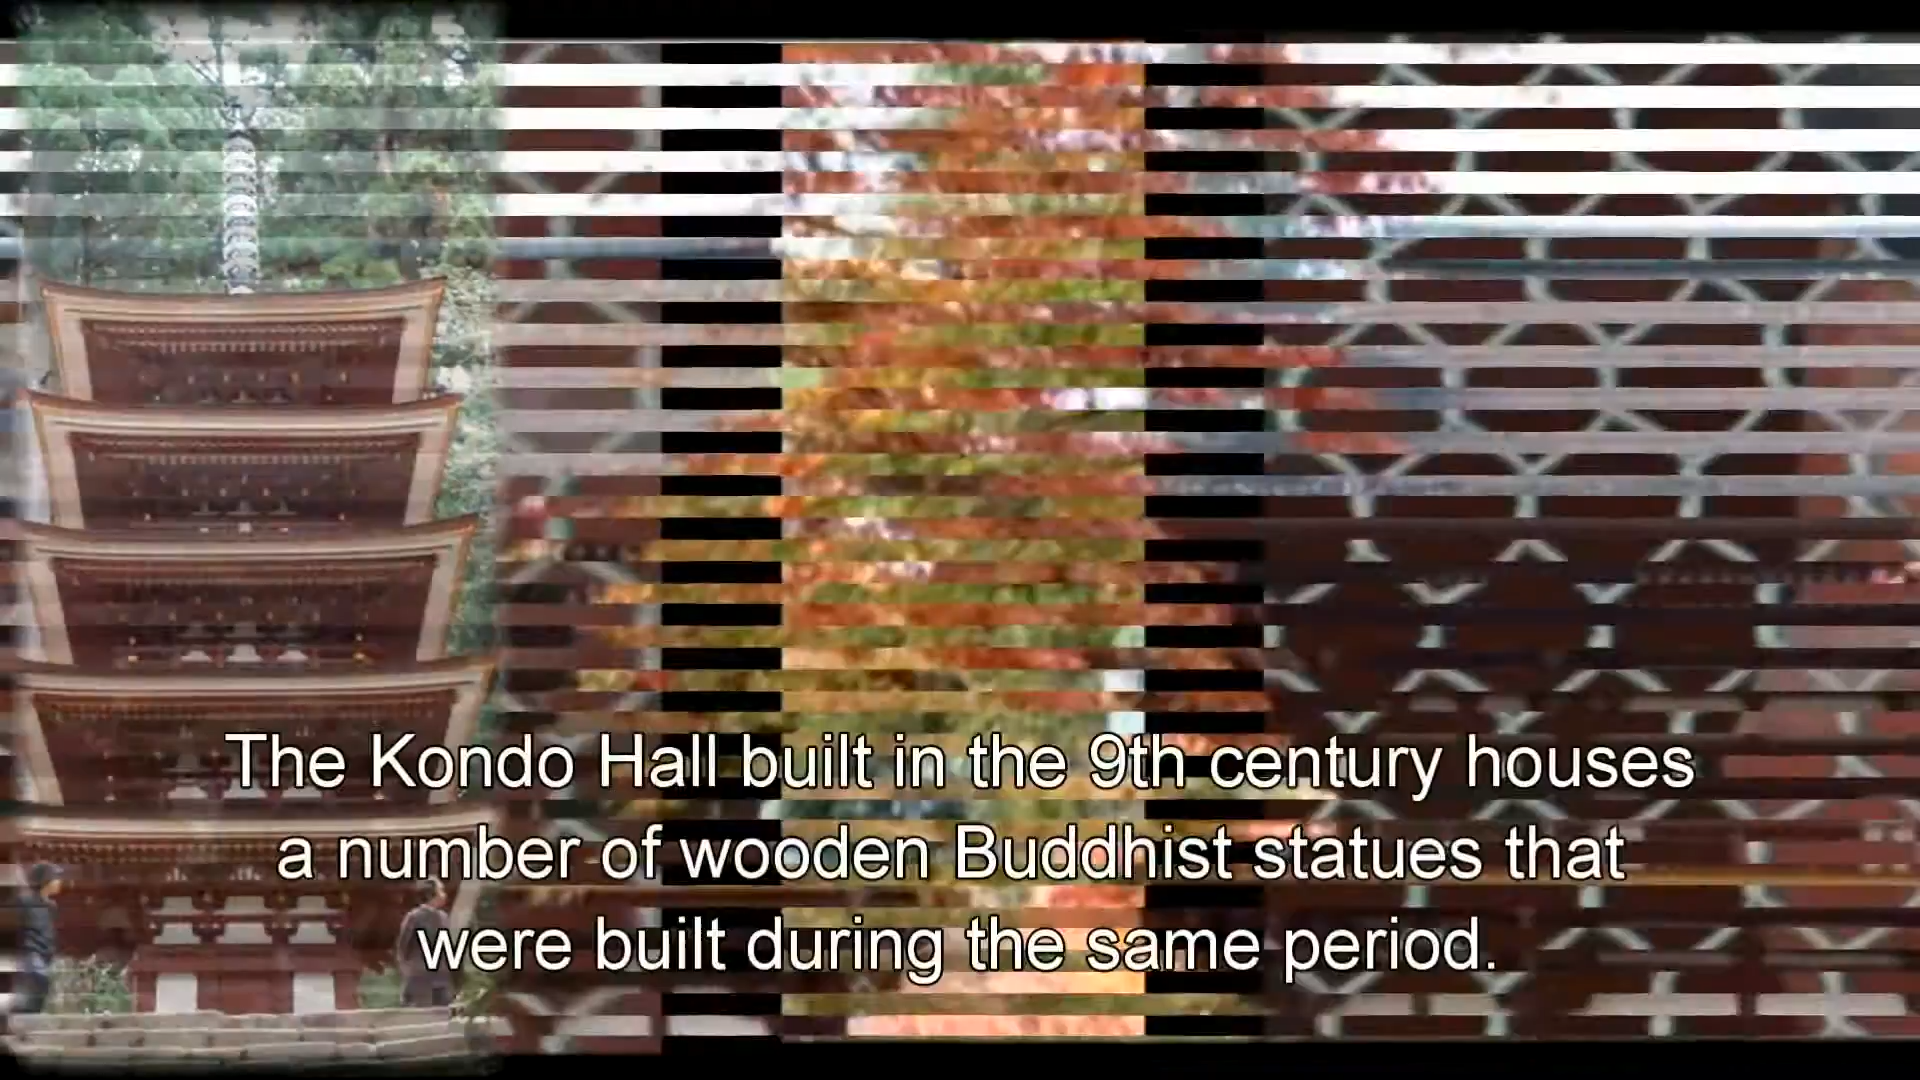 The Kondo Hall built in the 9th century houses
a number of wooden Buddhist statues that
were built during the same period.